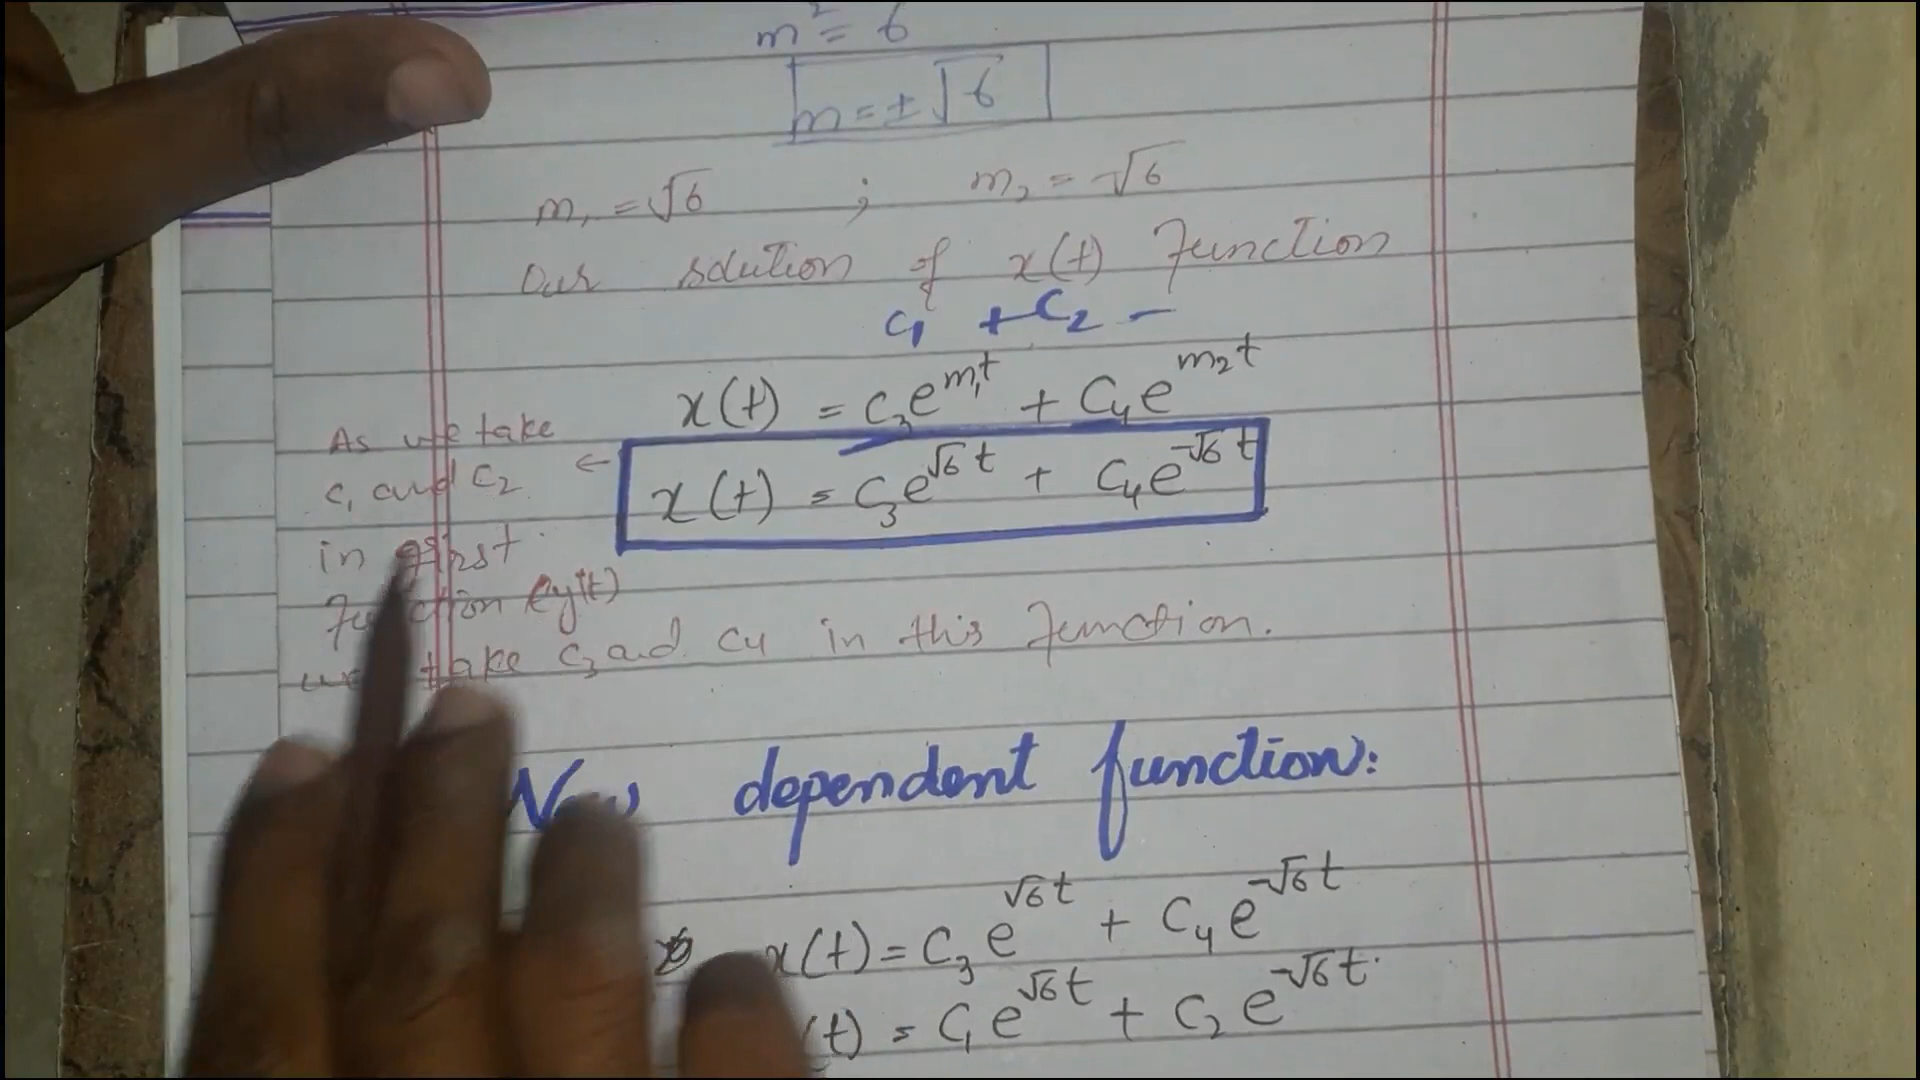 m² = 6
m = ±√6
m₁ = √6 ; m₂ = -√6
Our solution of x(t) function
C₁ + C₂ -
x(t) = C₃e^m₁t + C₄e^m₂t
x(t) = C₃e^√6t + C₄e^-√6t
As we take
C₁ and C₂ ←
in first
function (y(t)
we take C₃ and C₄ in this function.
Now dependent function:
x(t) = C₃e^√6t + C₄e^-√6t
(t) = C₁e^√6t + C₂e^-√6t